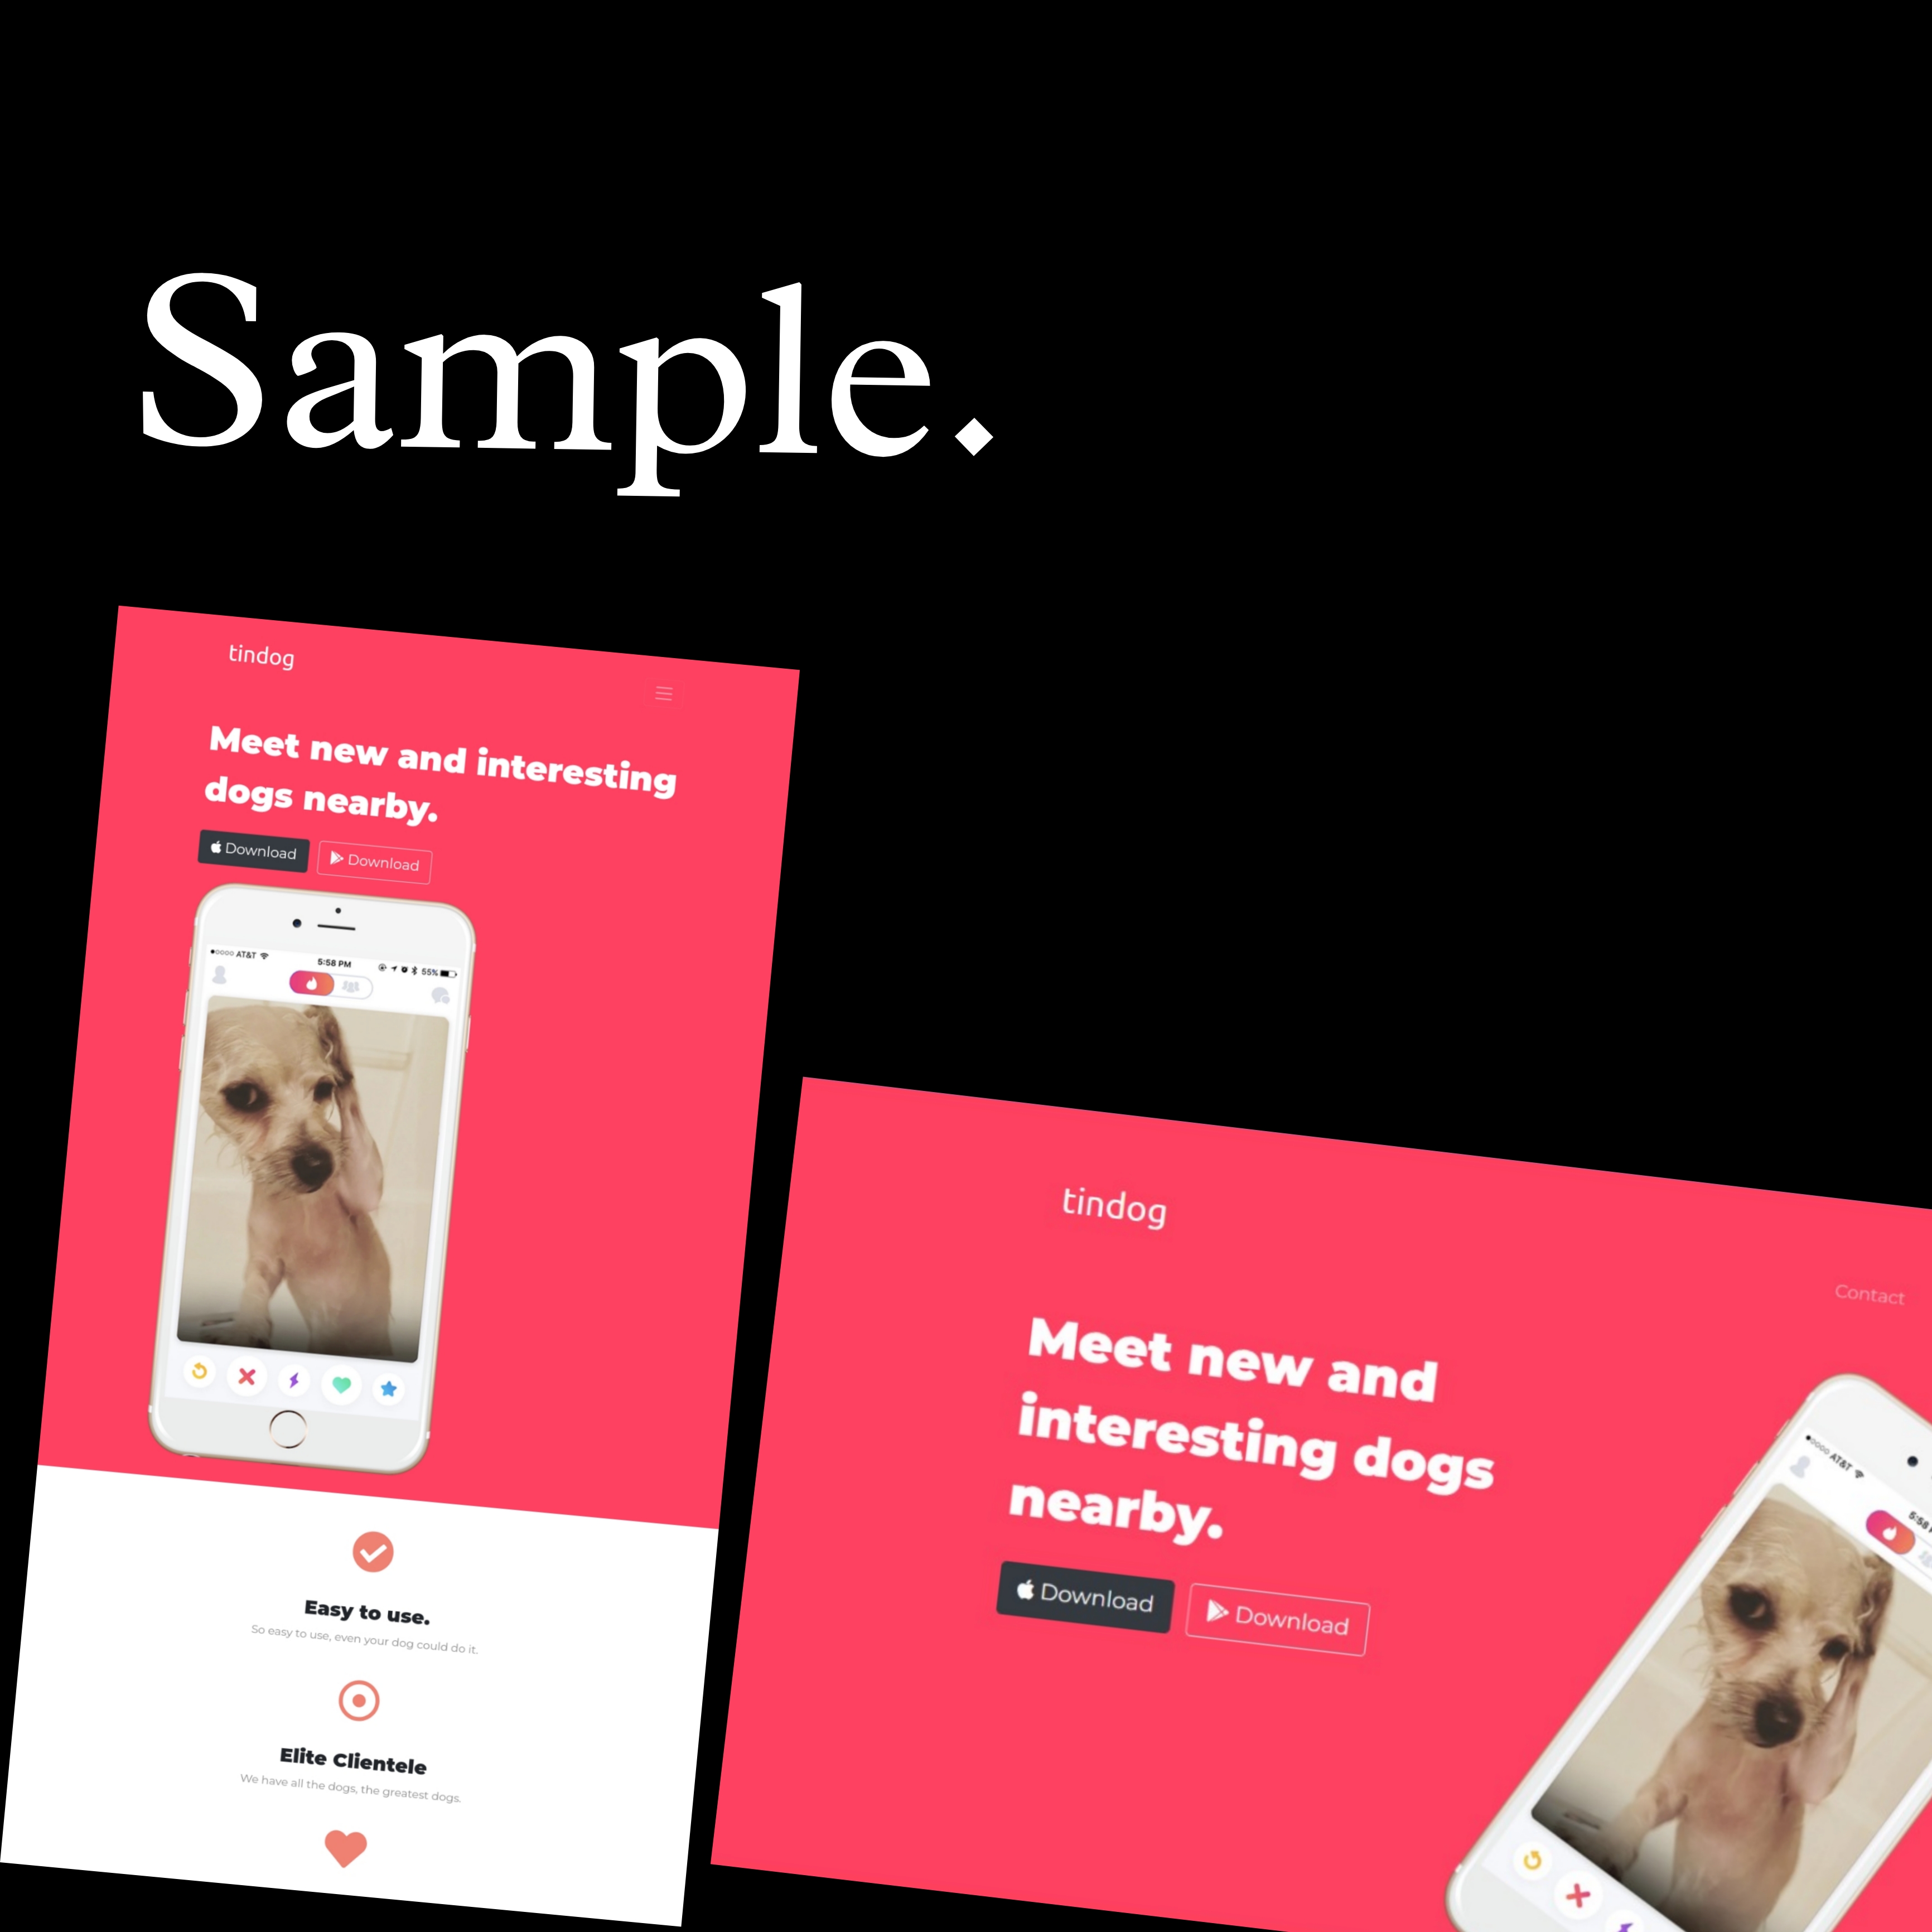 Sample.
tindog
Meet new and interesting
dogs nearby.
Download
Download
AT&T
5:58 PM
55%
Easy to use.
So easy to use, even your dog could do it.
Elite Clientele
We have all the dogs, the greatest dogs.
tindog
Contact
Meet new and
interesting dogs
nearby.
Download
Download
AT&T
5:58